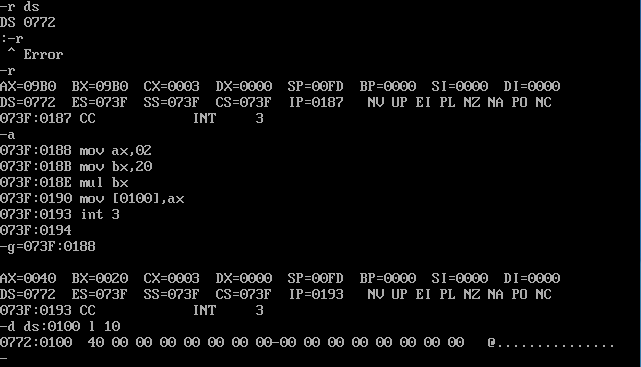 -r ds
DS 0772
:-r
 ^ Error
-r
AX=09B0  BX=09B0  CX=0003  DX=0000  SP=00FD  BP=0000  SI=0000  DI=0000
DS=0772  ES=073F  SS=073F  CS=073F  IP=0187   NV UP EI PL NZ NA PO NC
073F:0187 CC            INT     3
-a
073F:0188 mov ax,02
073F:018B mov bx,20
073F:018E mul bx
073F:0190 mov [0100],ax
073F:0193 int 3
073F:0194
-g=073F:0188
AX=0040  BX=0020  CX=0003  DX=0000  SP=00FD  BP=0000  SI=0000  DI=0000
DS=0772  ES=073F  SS=073F  CS=073F  IP=0193   NV UP EI PL NZ NA PO NC
073F:0193 CC            INT     3
-d ds:0100 l 10
0772:0100  40 00 00 00 00 00 00 00-00 00 00 00 00 00 00 00   @...............
-